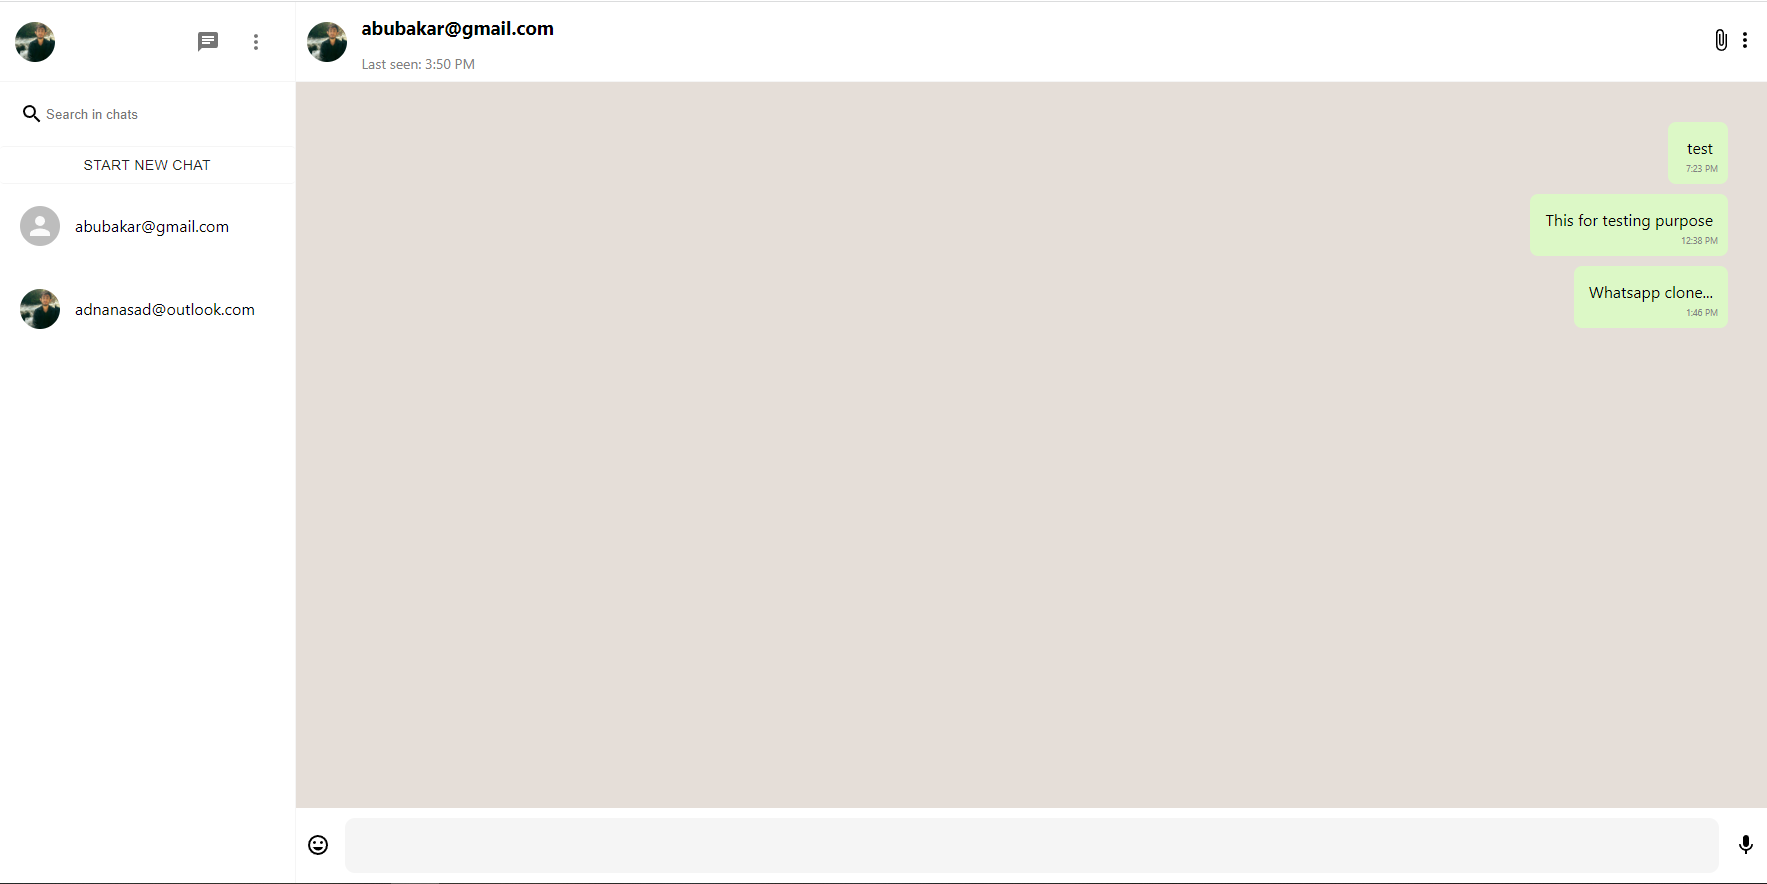 abubakar@gmail.com
Last seen: 3:50 PM
Search in chats
START NEW CHAT
abubakar@gmail.com
adnanasad@outlook.com
test
7:23 PM
This for testing purpose
12:38 PM
Whatsapp clone...
1:46 PM